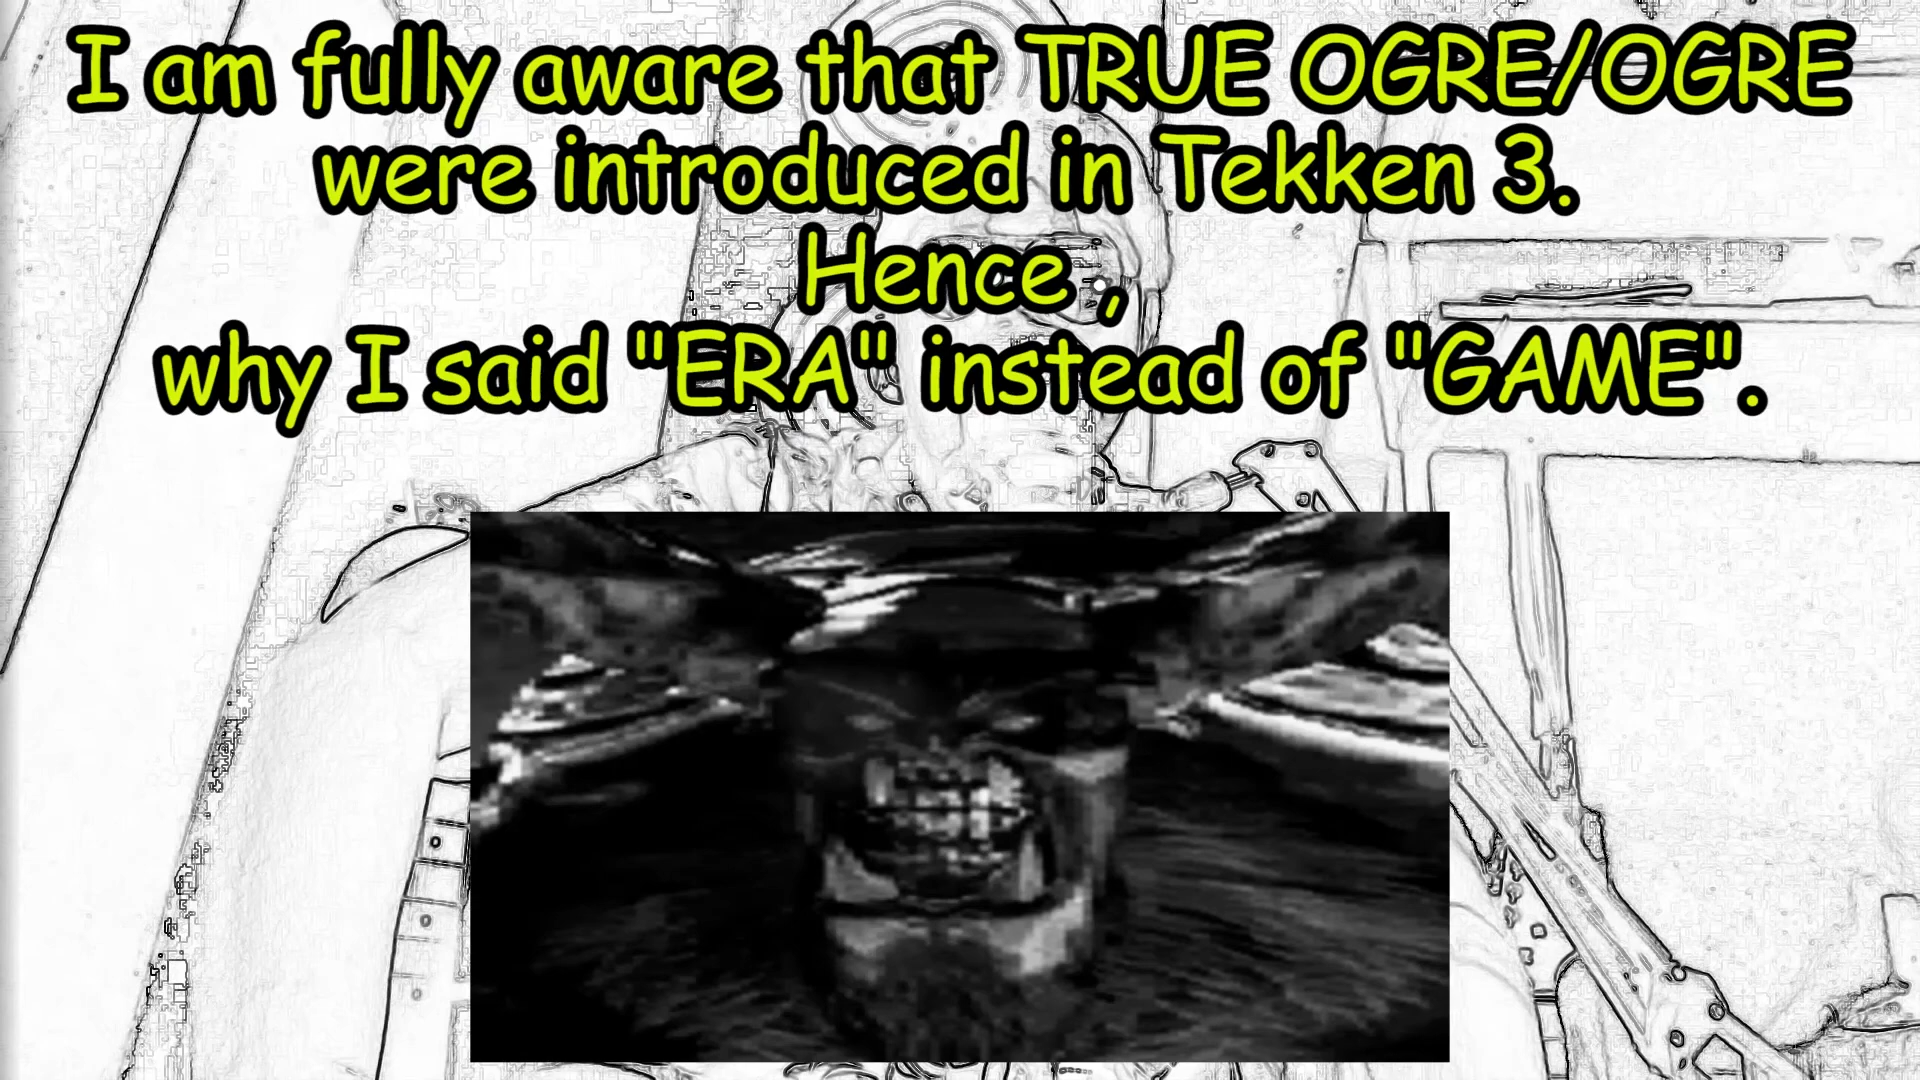 I am fully aware that TRUE OGRE/OGRE
were introduced in Tekken 3.
Hence ,
why I said "ERA" instead of "GAME".